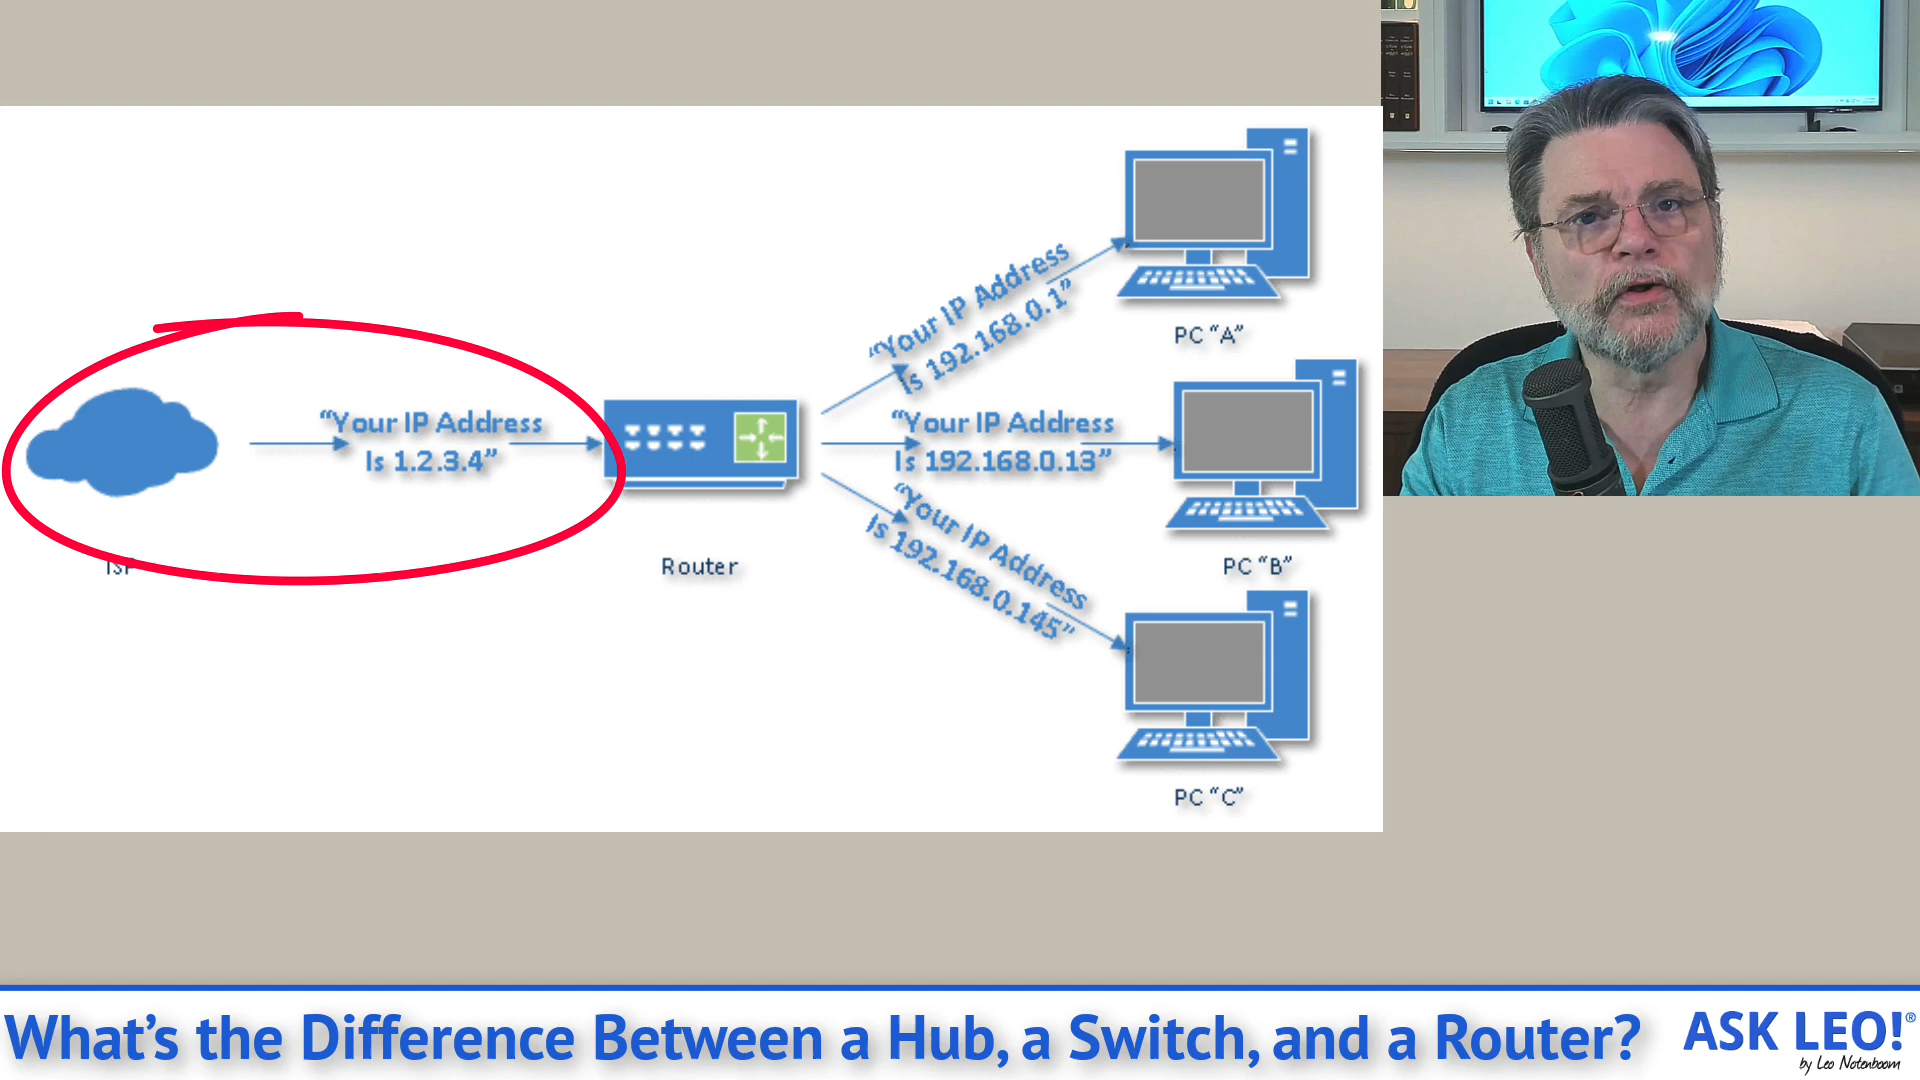 “Your IP Address
Is 192.168.0.1”
PC “A”
“Your IP Address
Is 1.2.3.4”
“Your IP Address
Is 192.168.0.13”
ISP
Router
PC “B”
“Your IP Address
Is 192.168.0.145”
PC “C”
What’s the Difference Between a Hub, a Switch, and a Router?
ASK LEO!®
by Leo Notenboom